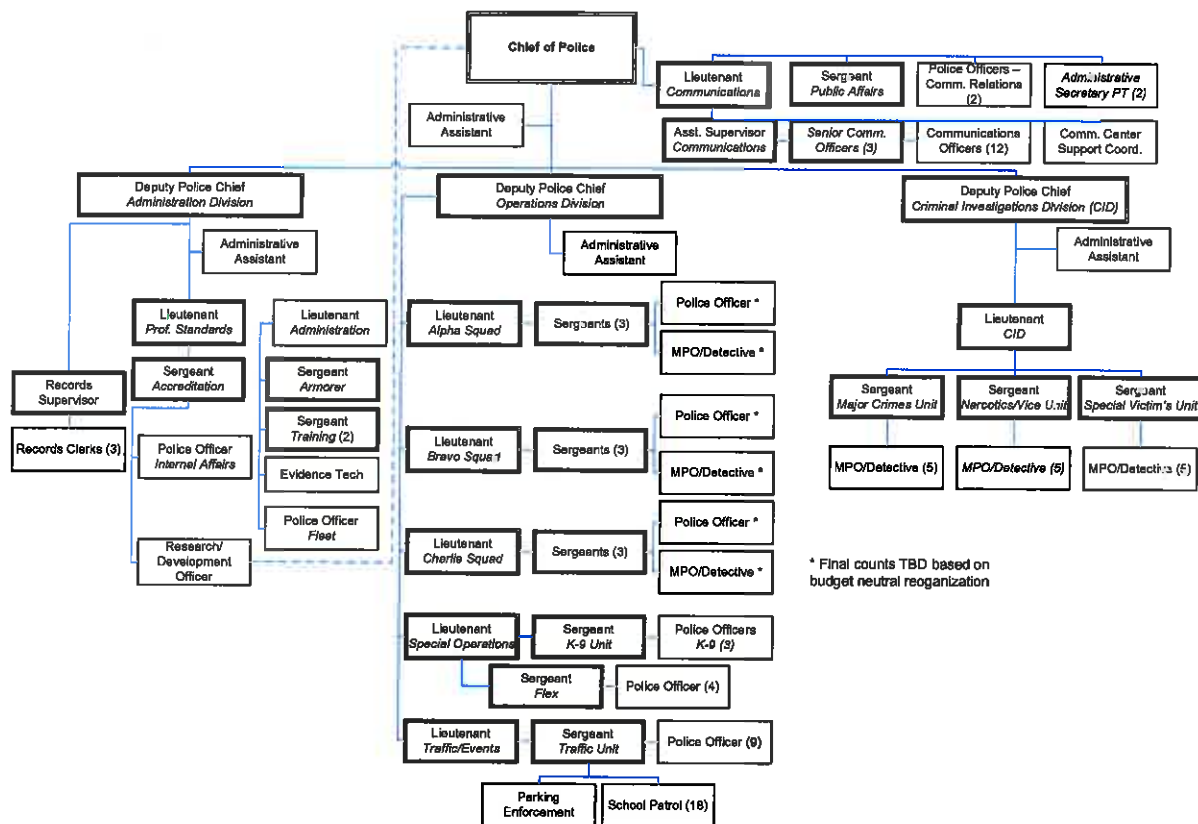 Chief of Police
Lieutenant
Communications
Sergeant
Public Affairs
Police Officers –
Comm. Relations
(2)
Administrative
Secretary PT (2)
Administrative
Assistant
Asst. Supervisor
Communications
Senior Comm.
Officers (3)
Communications
Officers (12)
Comm. Center
Support Coord.
Deputy Police Chief
Administration Division
Deputy Police Chief
Operations Division
Deputy Police Chief
Criminal Investigations Division (CID)
Administrative
Assistant
Administrative
Assistant
Administrative
Assistant
Lieutenant
Prof. Standards
Lieutenant
Administration
Lieutenant
Alpha Squad
Sergeants (3)
Police Officer *
MPO/Detective *
Lieutenant
CID
Records
Supervisor
Sergeant
Accreditation
Sergeant
Armorer
Sergeant
Major Crimes Unit
Sergeant
Narcotics/Vice Unit
Sergeant
Special Victim's Unit
Records Clerks (3)
Police Officer
Internal Affairs
Sergeant
Training (2)
Lieutenant
Bravo Squad
Sergeants (3)
Police Officer *
MPO/Detective *
MPO/Detective (5)
MPO/Detective (5)
MPO/Detective (5)
Evidence Tech
Police Officer
Fleet
Research/
Development
Officer
Lieutenant
Charlie Squad
Sergeants (3)
Police Officer *
MPO/Detective *
* Final counts TBD based on
budget neutral reoganization
Lieutenant
Special Operations
Sergeant
K-9 Unit
Police Officers
K-9 (3)
Sergeant
Flex
Police Officer (4)
Lieutenant
Traffic/Events
Sergeant
Traffic Unit
Police Officer (9)
Parking
Enforcement
School Patrol (18)